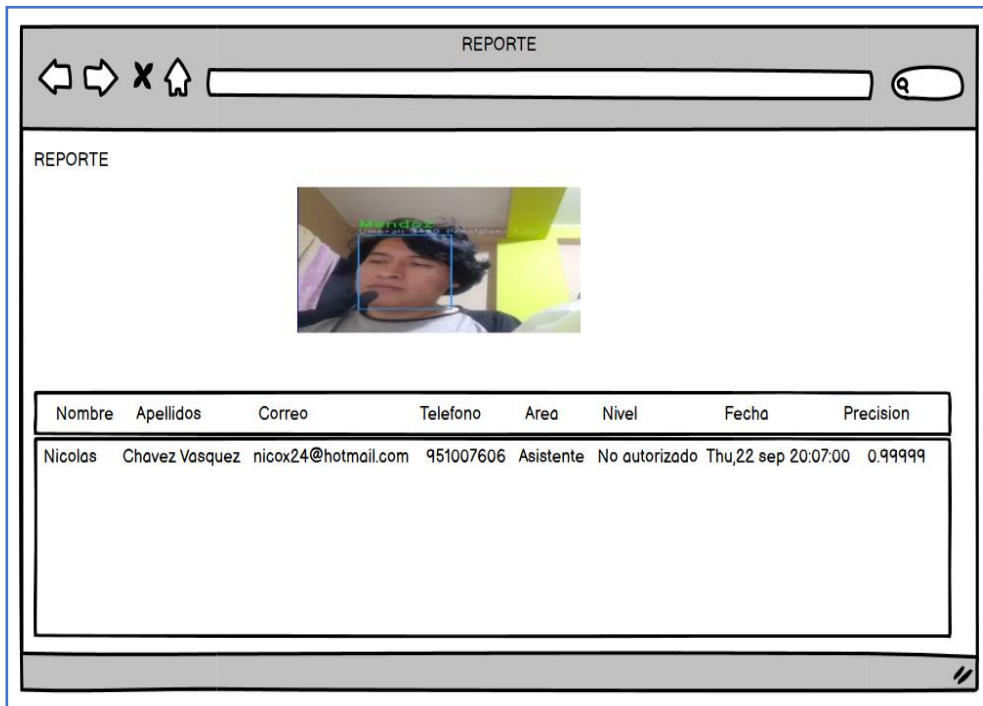 REPORTE
REPORTE
Mendoz
Nombre Apellidos Correo Telefono Area Nivel Fecha Precision
Nicolas Chavez Vasquez nicox24@hotmail.com 951007606 Asistente No autorizado Thu,22 sep 20:07:00 0.99999